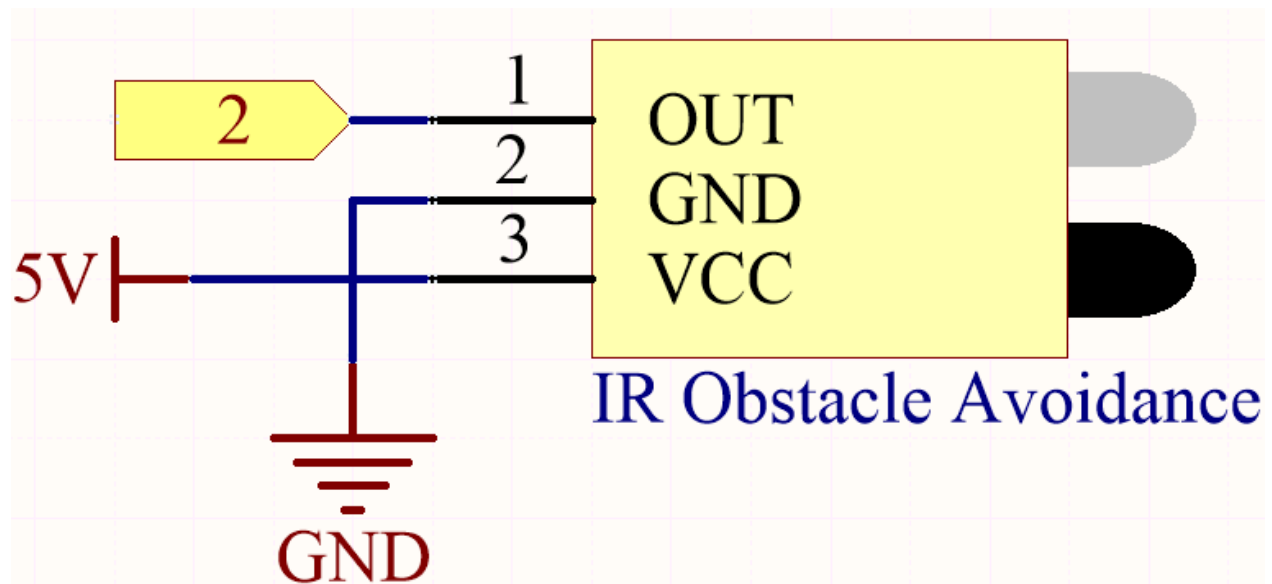 1
2 OUT
2
GND
3
5V VCC
IR Obstacle Avoidance
GND